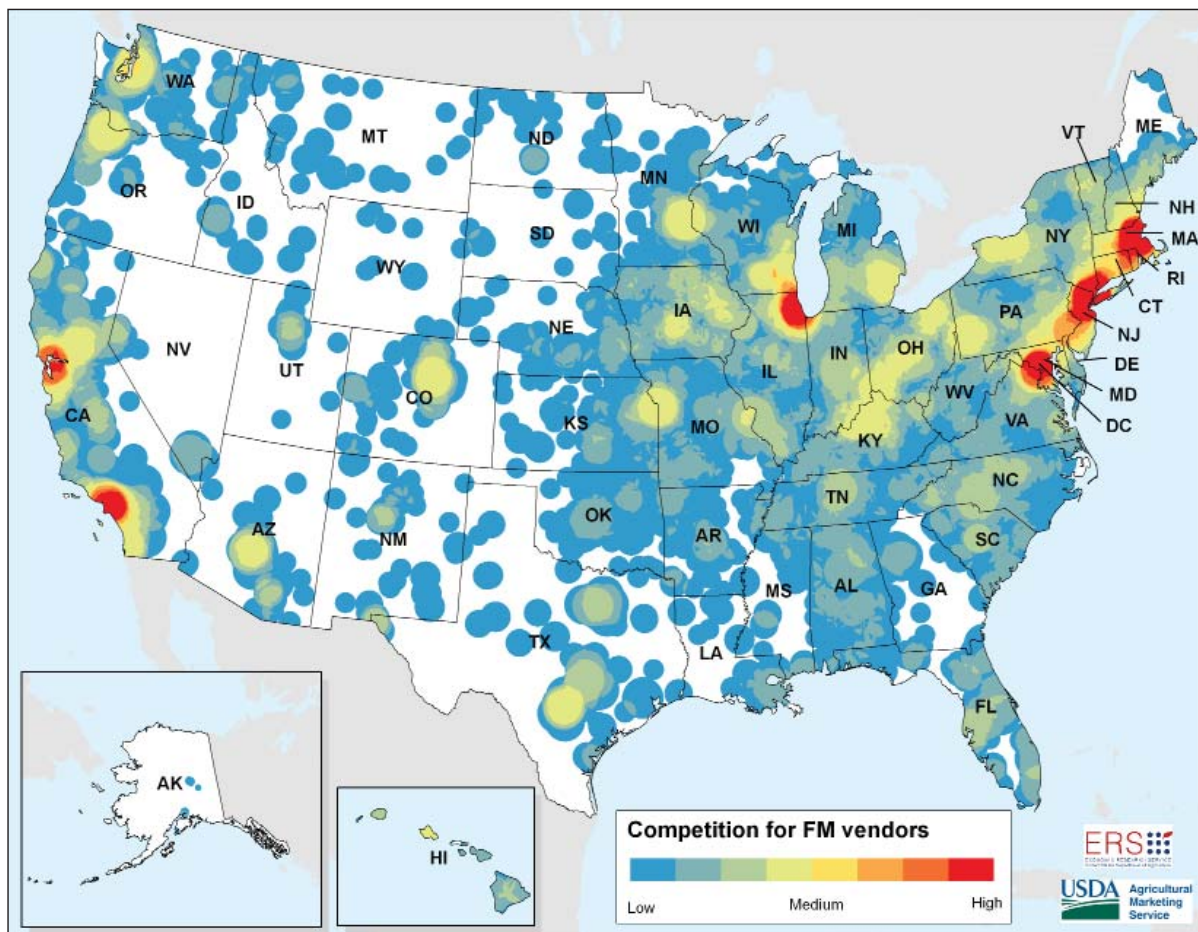 WA
MT
ND
MN
ME
VT
OR
ID
SD
WI
MI
NY
NH
MA
RI
CT
WY
IA
PA
NJ
NE
NV
UT
IL
IN
OH
DE
MD
DC
CA
CO
KS
MO
WV
VA
KY
AZ
NM
OK
AR
TN
NC
SC
MS
AL
GA
TX
LA
FL
AK
HI
Competition for FM vendors
Low
Medium
High
ERS
USDA
Agricultural
Marketing
Service